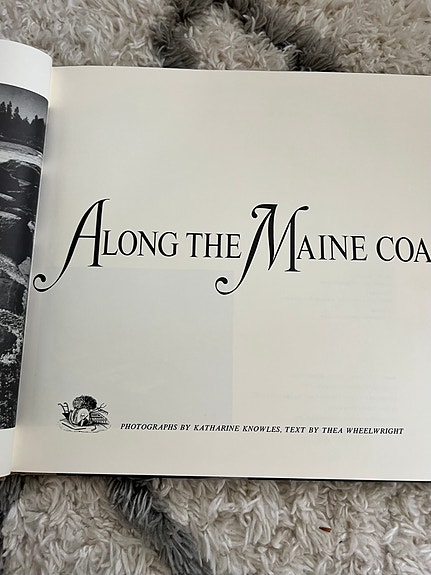 ALONG THE MAINE COA
PHOTOGRAPHS BY KATHARINE KNOWLES, TEXT BY THEA WHEELWRIGHT